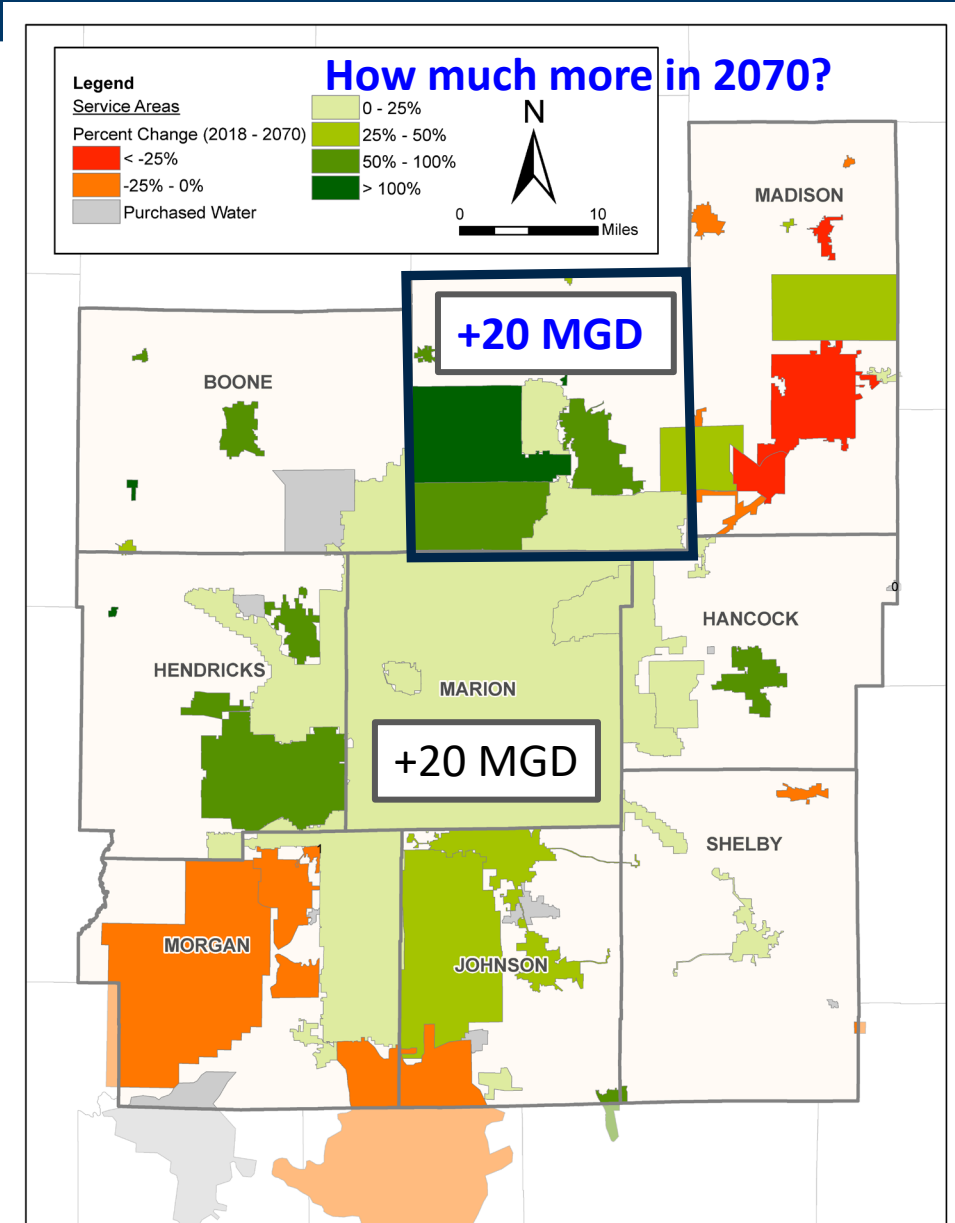 How much more in 2070?
Legend
Service Areas
Percent Change (2018 - 2070)
< -25%
-25% - 0%
Purchased Water
0 - 25%
25% - 50%
50% - 100%
> 100%
N
0 10
Miles
MADISON
+20 MGD
BOONE
0
HANCOCK
HENDRICKS
MARION
+20 MGD
SHELBY
MORGAN
JOHNSON